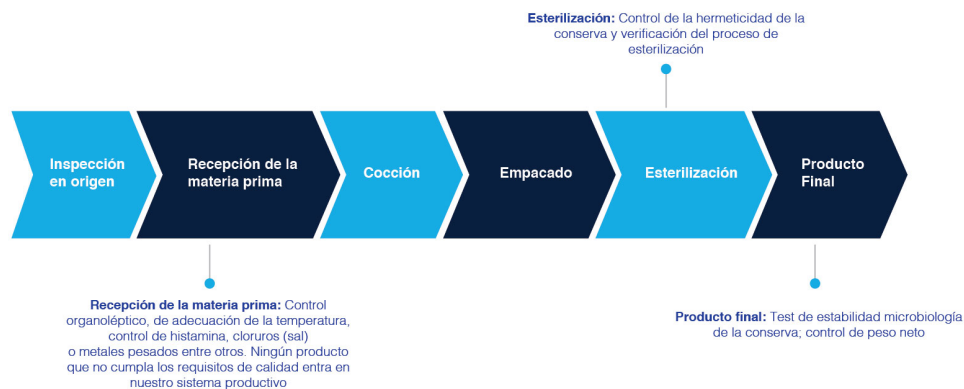 Esterilización: Control de la hermeticidad de la
conserva y verificación del proceso de
esterilización
Inspección
en origen
Recepción de la
materia prima
Cocción
Empacado
Esterilización
Producto
Final
Recepción de la materia prima: Control
organoléptico, de adecuación de la temperatura,
control de histamina, cloruros (sal)
o metales pesados entre otros. Ningún producto
que no cumpla los requisitos de calidad entra en
nuestro sistema productivo
Producto final: Test de estabilidad microbiología
de la conserva; control de peso neto